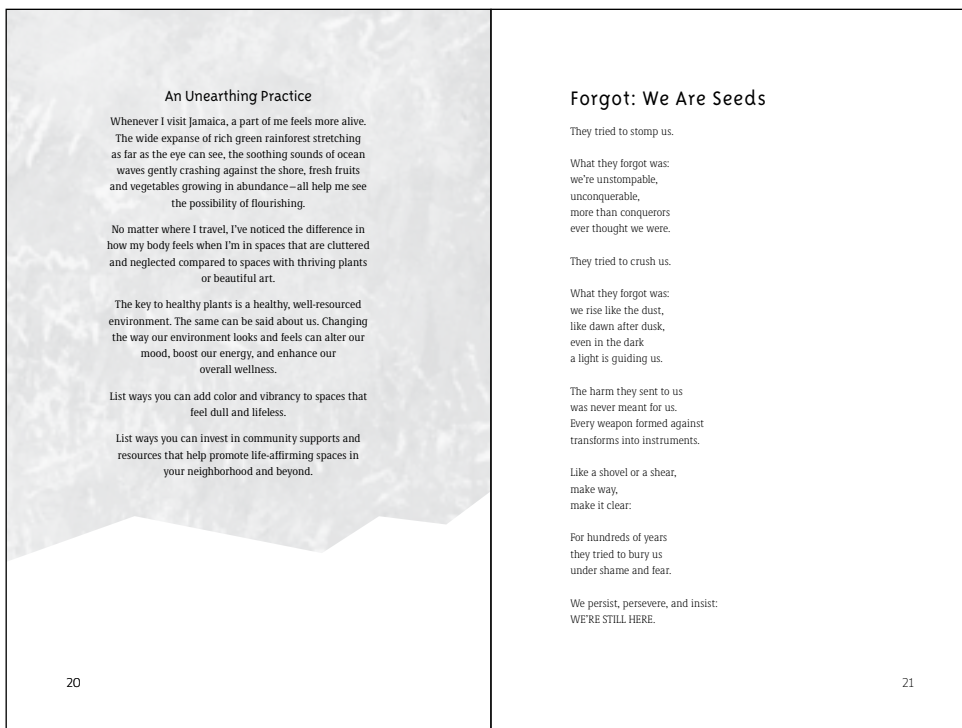 An Unearthing Practice
Whenever I visit Jamaica, a part of me feels more alive.
The wide expanse of rich green rainforest stretching
as far as the eye can see, the soothing sounds of ocean
waves gently crashing against the shore, fresh fruits
and vegetables growing in abundance—all help me see
the possibility of flourishing.
No matter where I travel, I've noticed the difference in
how my body feels when I'm in spaces that are cluttered
and neglected compared to spaces with thriving plants
or beautiful art.
The key to healthy plants is a healthy, well-resourced
environment. The same can be said about us. Changing
the way our environment looks and feels can alter our
mood, boost our energy, and enhance our
overall wellness.
List ways you can add color and vibrancy to spaces that
feel dull and lifeless.
List ways you can invest in community supports and
resources that help promote life-affirming spaces in
your neighborhood and beyond.
20
Forgot: We Are Seeds
They tried to stomp us.
What they forgot was:
we're unstompable,
unconquerable,
more than conquerors
ever thought we were.
They tried to crush us.
What they forgot was:
we rise like the dust,
like dawn after dusk,
even in the dark
a light is guiding us.
The harm they sent to us
was never meant for us.
Every weapon formed against
transforms into instruments.
Like a shovel or a shear,
make way,
make it clear:
For hundreds of years
they tried to bury us
under shame and fear.
We persist, persevere, and insist:
WE'RE STILL HERE.
21